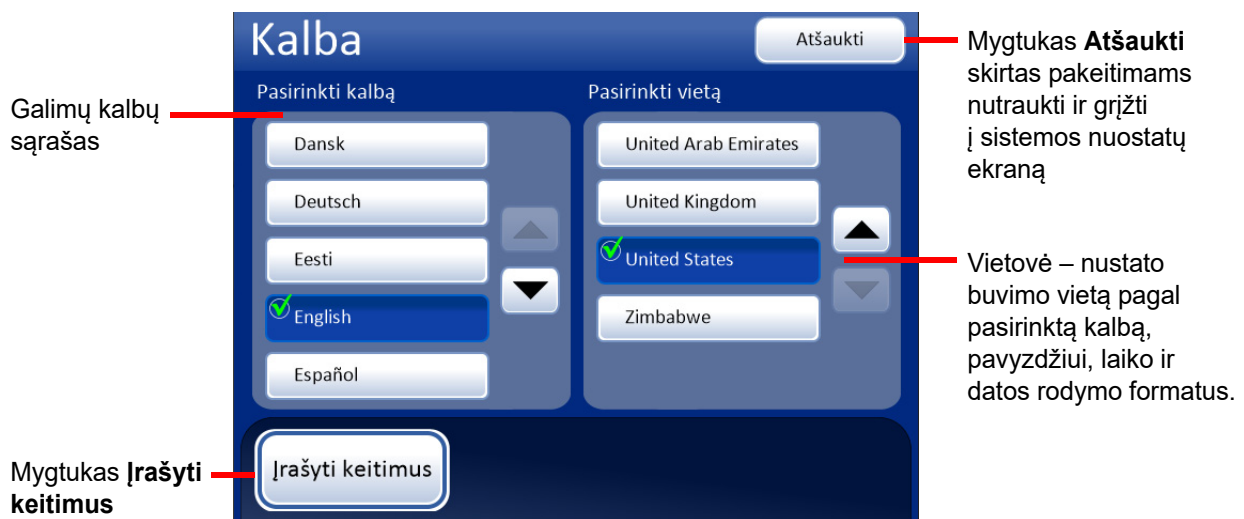 Kalba
Atšaukti
Pasirinkti kalbą
Pasirinkti vietą
Dansk
Deutsch
Eesti
English
Español
United Arab Emirates
United Kingdom
United States
Zimbabwe
Įrašyti keitimus
Galimų kalbų
sąrašas
Mygtukas Įrašyti
keitimus
Mygtukas Atšaukti
skirtas pakeitimams
nutraukti ir grįžti
į sistemos nuostatų
ekraną
Vietovė – nustato
buvimo vietą pagal
pasirinktą kalbą,
pavyzdžiui, laiko ir
datos rodymo formatus.